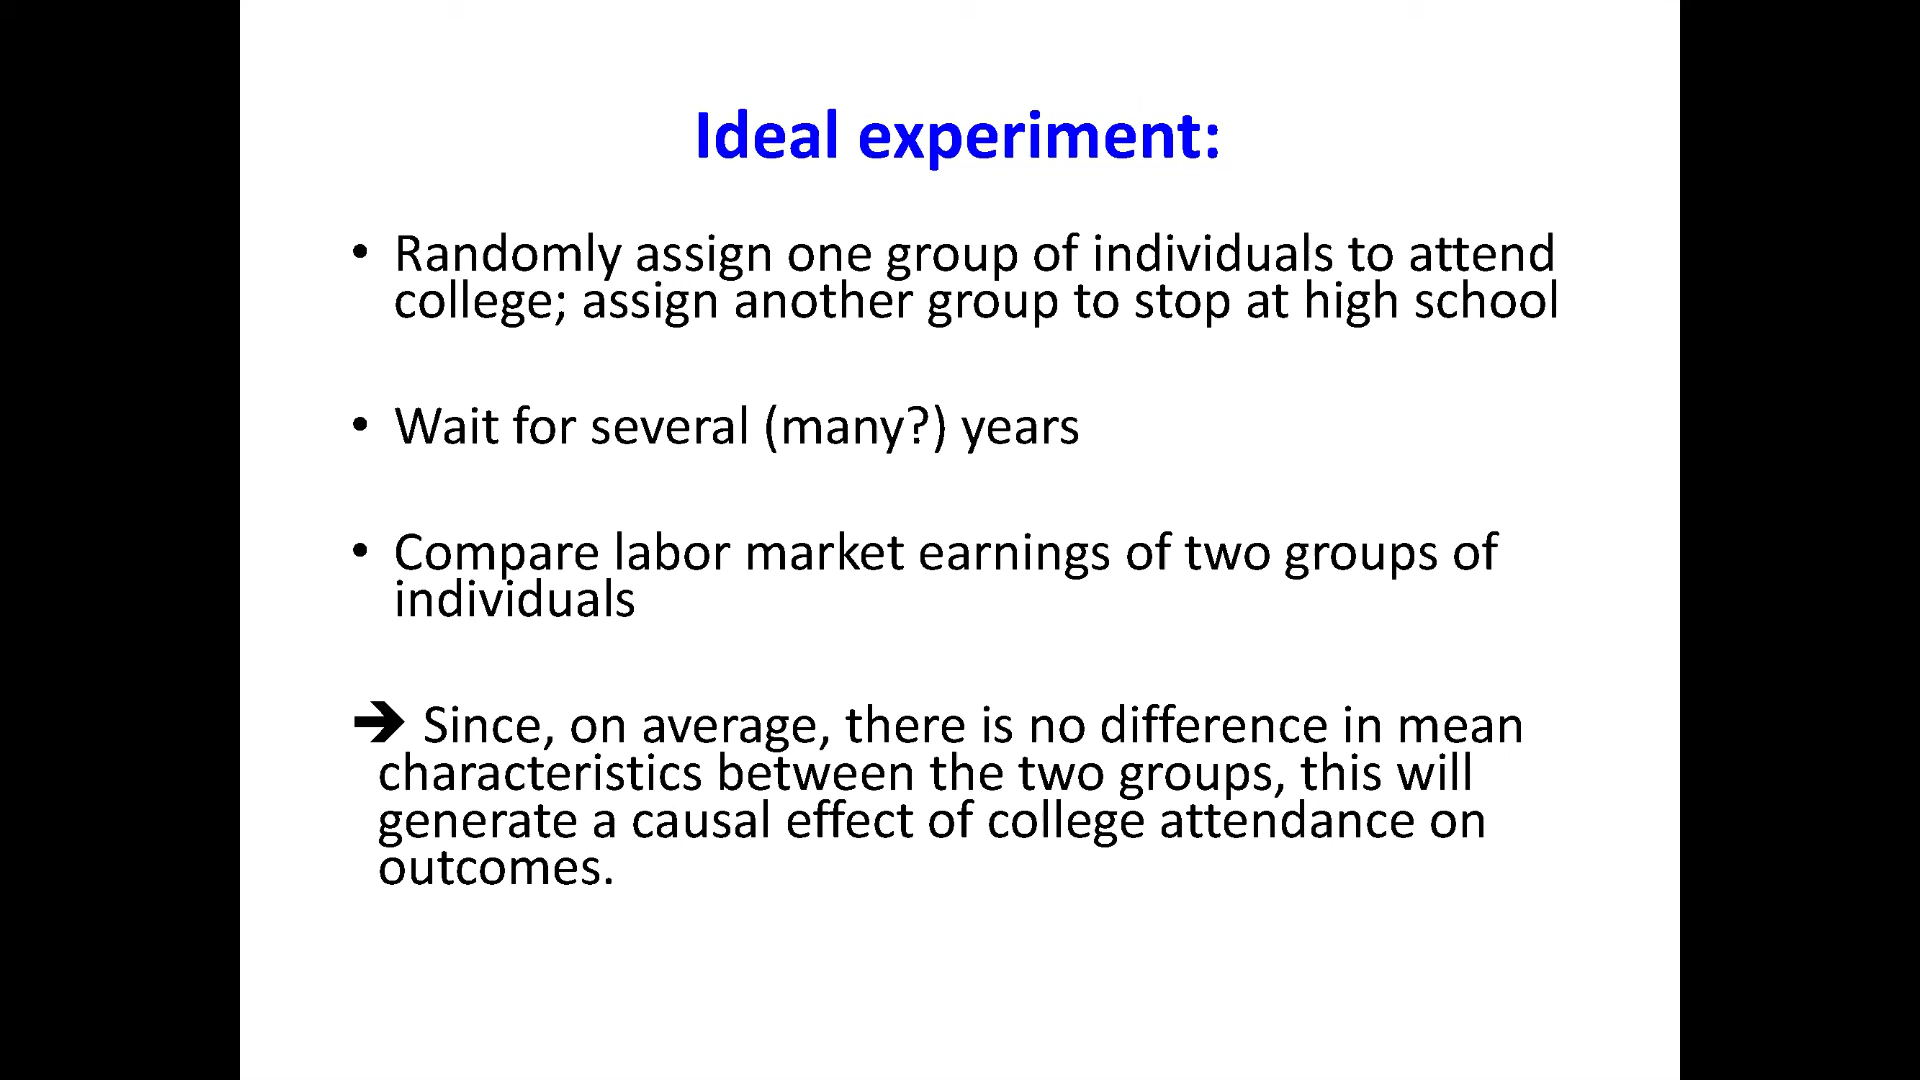 Ideal experiment:
• Randomly assign one group of individuals to attend
college; assign another group to stop at high school
• Wait for several (many?) years
• Compare labor market earnings of two groups of
individuals
➔ Since, on average, there is no difference in mean
characteristics between the two groups, this will
generate a causal effect of college attendance on
outcomes.